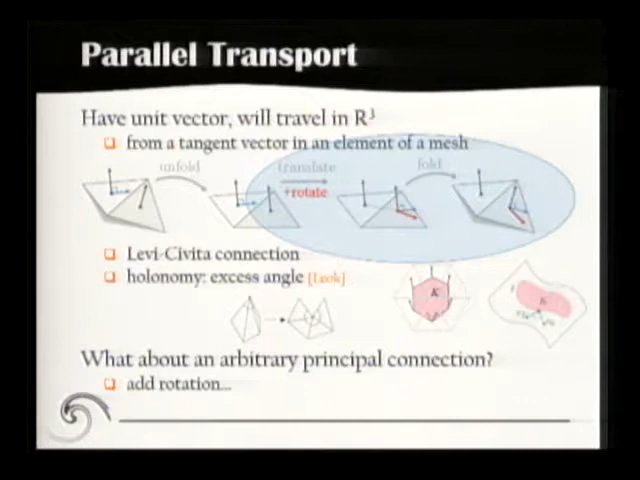 Parallel Transport
Have unit vector, will travel in R³
from a tangent vector in an element of a mesh
unfold translate fold
+rotate
Levi-Civita connection
holonomy: excess angle [Look]
K
What about an arbitrary principal connection?
add rotation...